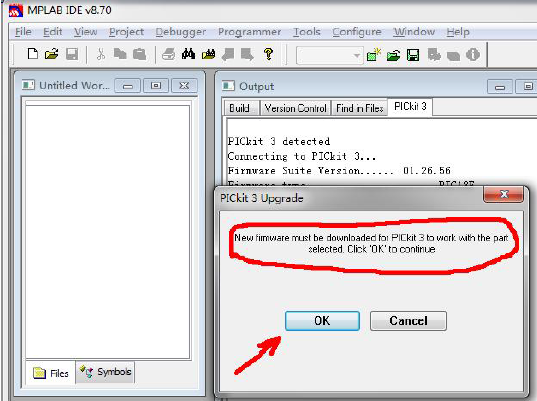 MPLAB IDE v8.70
File Edit View Project Debugger Programmer Tools Configure Window Help
Untitled Wor...
Output
Build Version Control Find in Files PICkit 3
PICkit 3 detected
Connecting to PICkit 3...
Firmware Suite Version...... 01.26.56
Firmware type PIC18F
PICkit 3 Upgrade
New firmware must be downloaded for PICkit 3 to work with the part
selected. Click 'OK' to continue
OK Cancel
Files Symbols